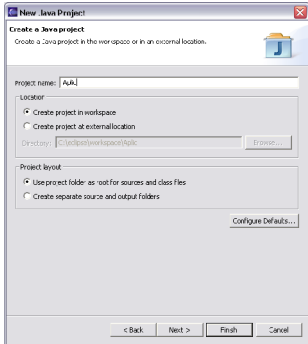 New Java Project
Create a Java project
Create a Java project in the workspace or in an external location.
Project name: Aplic
Location
Create project in workspace
Create project at external location
Directory: C:\eclipse\workspace\Aplic Browse...
Project layout
Use project folder as root for sources and class files
Create separate source and output folders
Configure Defaults...
< Back Next > Finish Cancel